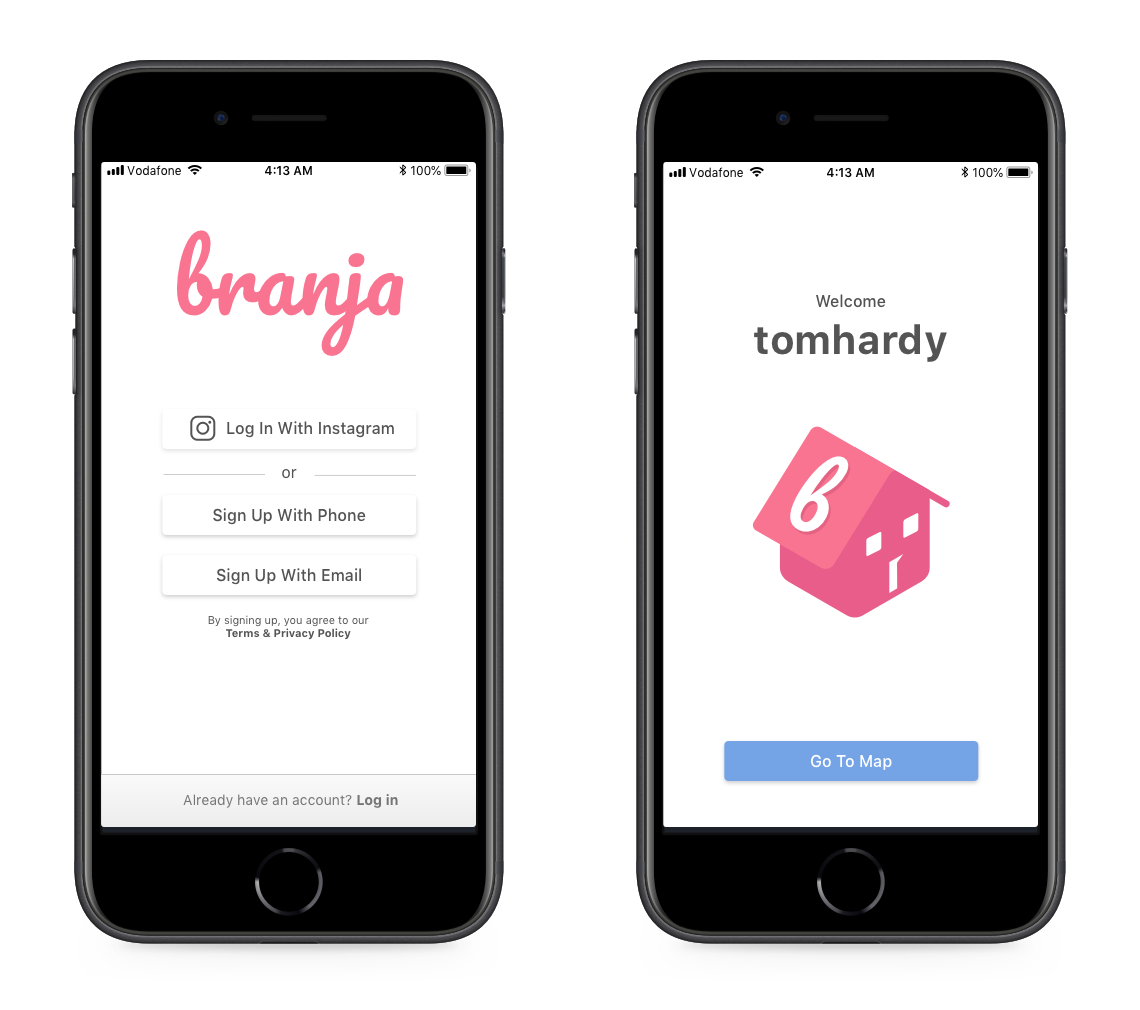 Vodafone 4:13 AM 100%
branja
Log In With Instagram
or
Sign Up With Phone
Sign Up With Email
By signing up, you agree to our
Terms & Privacy Policy
Already have an account? Log in
Vodafone 4:13 AM 100%
Welcome
tomhardy
b
Go To Map